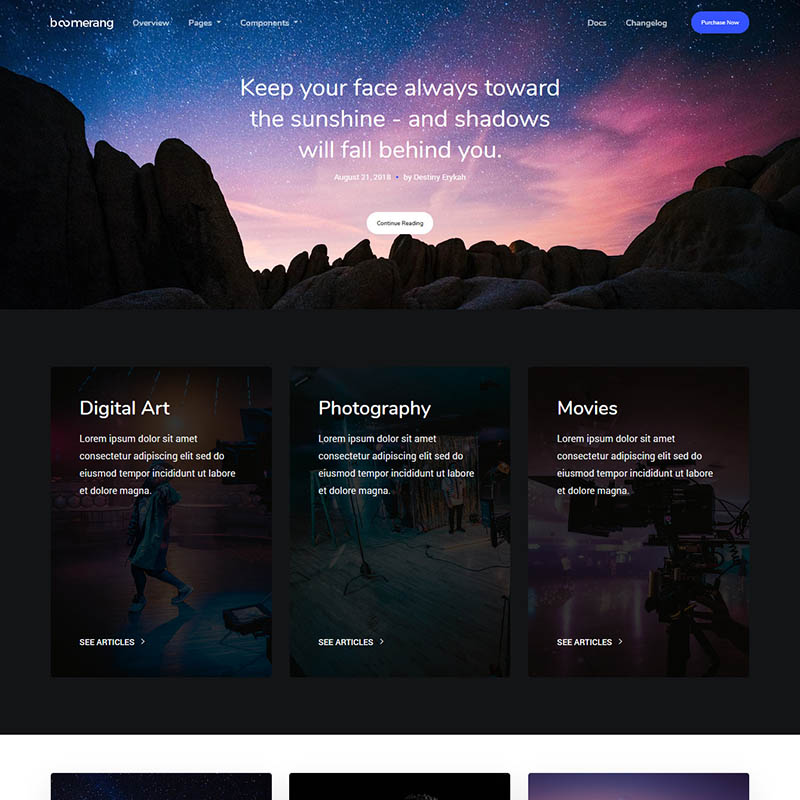 boomerang Overview Pages Components Docs Changelog Purchase Now
Keep your face always toward
the sunshine - and shadows
will fall behind you.
August 21, 2018 • by Destiny Erykah
Continue Reading
Digital Art
Lorem ipsum dolor sit amet
consectetur adipiscing elit sed do
eiusmod tempor incididunt ut labore
et dolore magna.
SEE ARTICLES
Photography
Lorem ipsum dolor sit amet
consectetur adipiscing elit sed do
eiusmod tempor incididunt ut labore
et dolore magna.
SEE ARTICLES
Movies
Lorem ipsum dolor sit amet
consectetur adipiscing elit sed do
eiusmod tempor incididunt ut labore
et dolore magna.
SEE ARTICLES